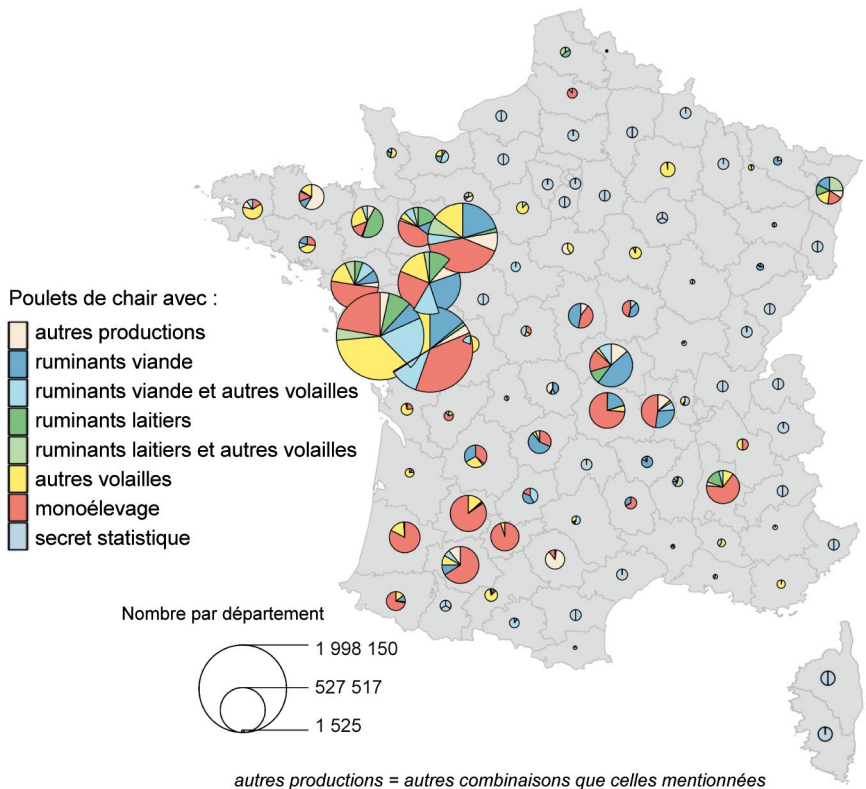 Poulets de chair avec :
autres productions
ruminants viande
ruminants viande et autres volailles
ruminants laitiers
ruminants laitiers et autres volailles
autres volailles
monoélevage
secret statistique
Nombre par département
1 998 150
527 517
1 525
autres productions = autres combinaisons que celles mentionnées